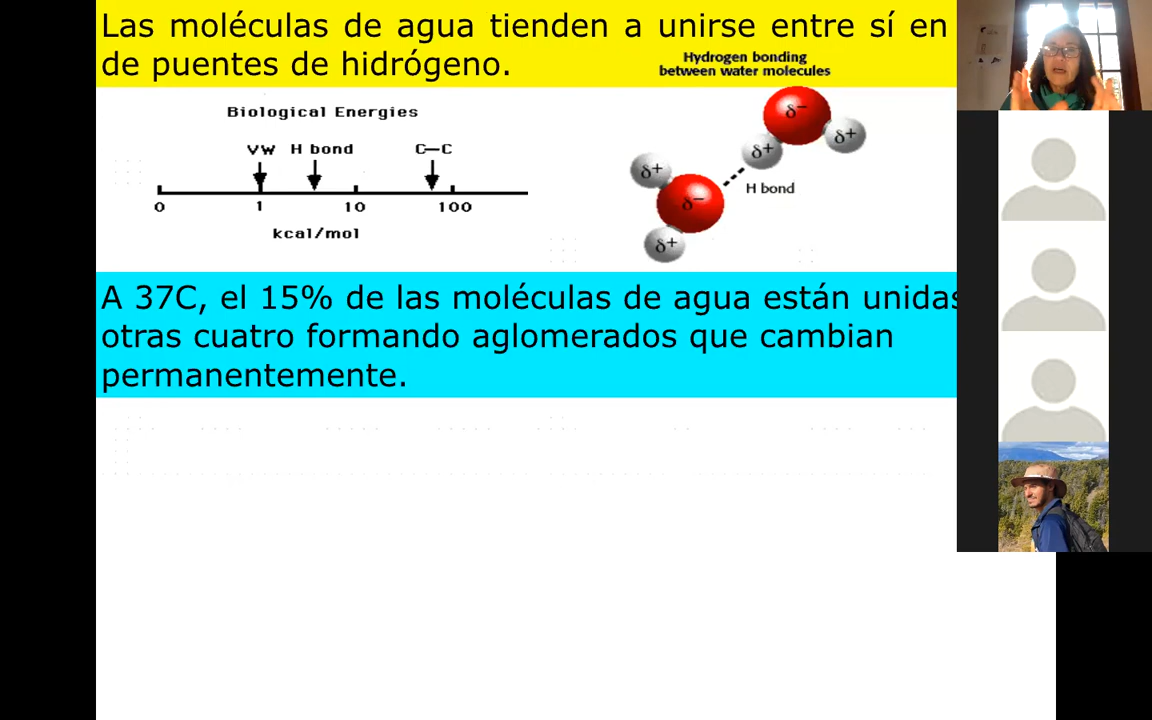 Las moléculas de agua tienden a unirse entre sí en
de puentes de hidrógeno.
Hydrogen bonding
between water molecules
Biological Energies
VW H bond C—C
0 1 10 100
kcal/mol
δ− δ+ δ+
δ+ δ− δ+
H bond
A 37C, el 15% de las moléculas de agua están unidas
otras cuatro formando aglomerados que cambian
permanentemente.